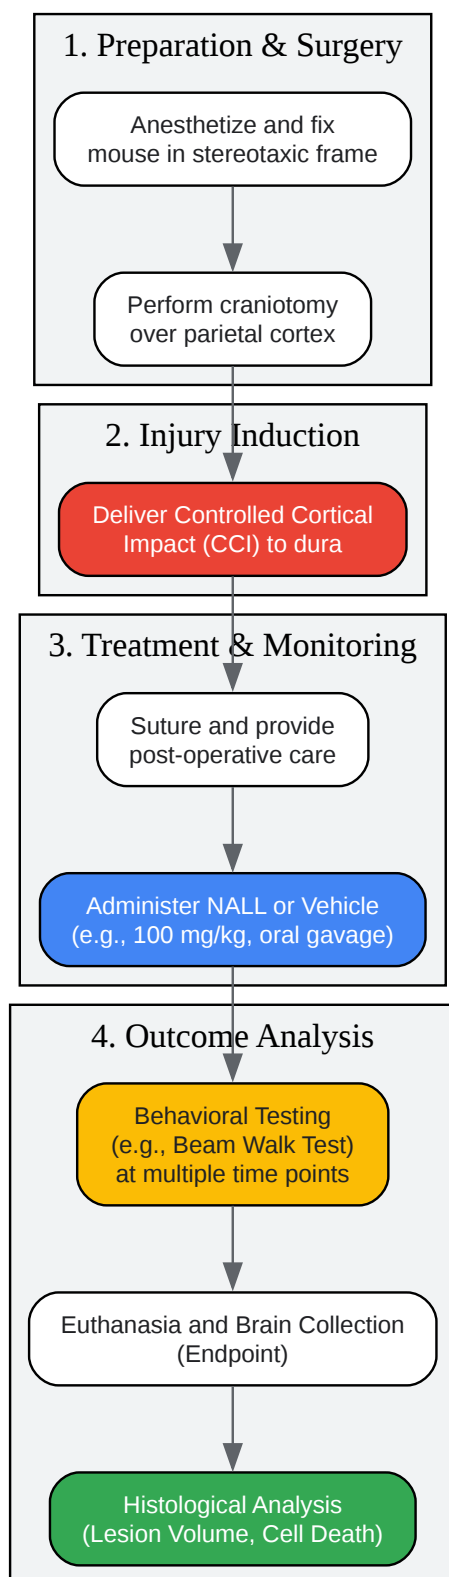 1. Preparation & Surgery
Anesthetize and fix
mouse in stereotaxic frame
Perform craniotomy
over parietal cortex
2. Injury Induction
Deliver Controlled Cortical
Impact (CCI) to dura
3. Treatment & Monitoring
Suture and provide
post-operative care
Administer NALL or Vehicle
(e.g., 100 mg/kg, oral gavage)
4. Outcome Analysis
Behavioral Testing
(e.g., Beam Walk Test)
at multiple time points
Euthanasia and Brain Collection
(Endpoint)
Histological Analysis
(Lesion Volume, Cell Death)